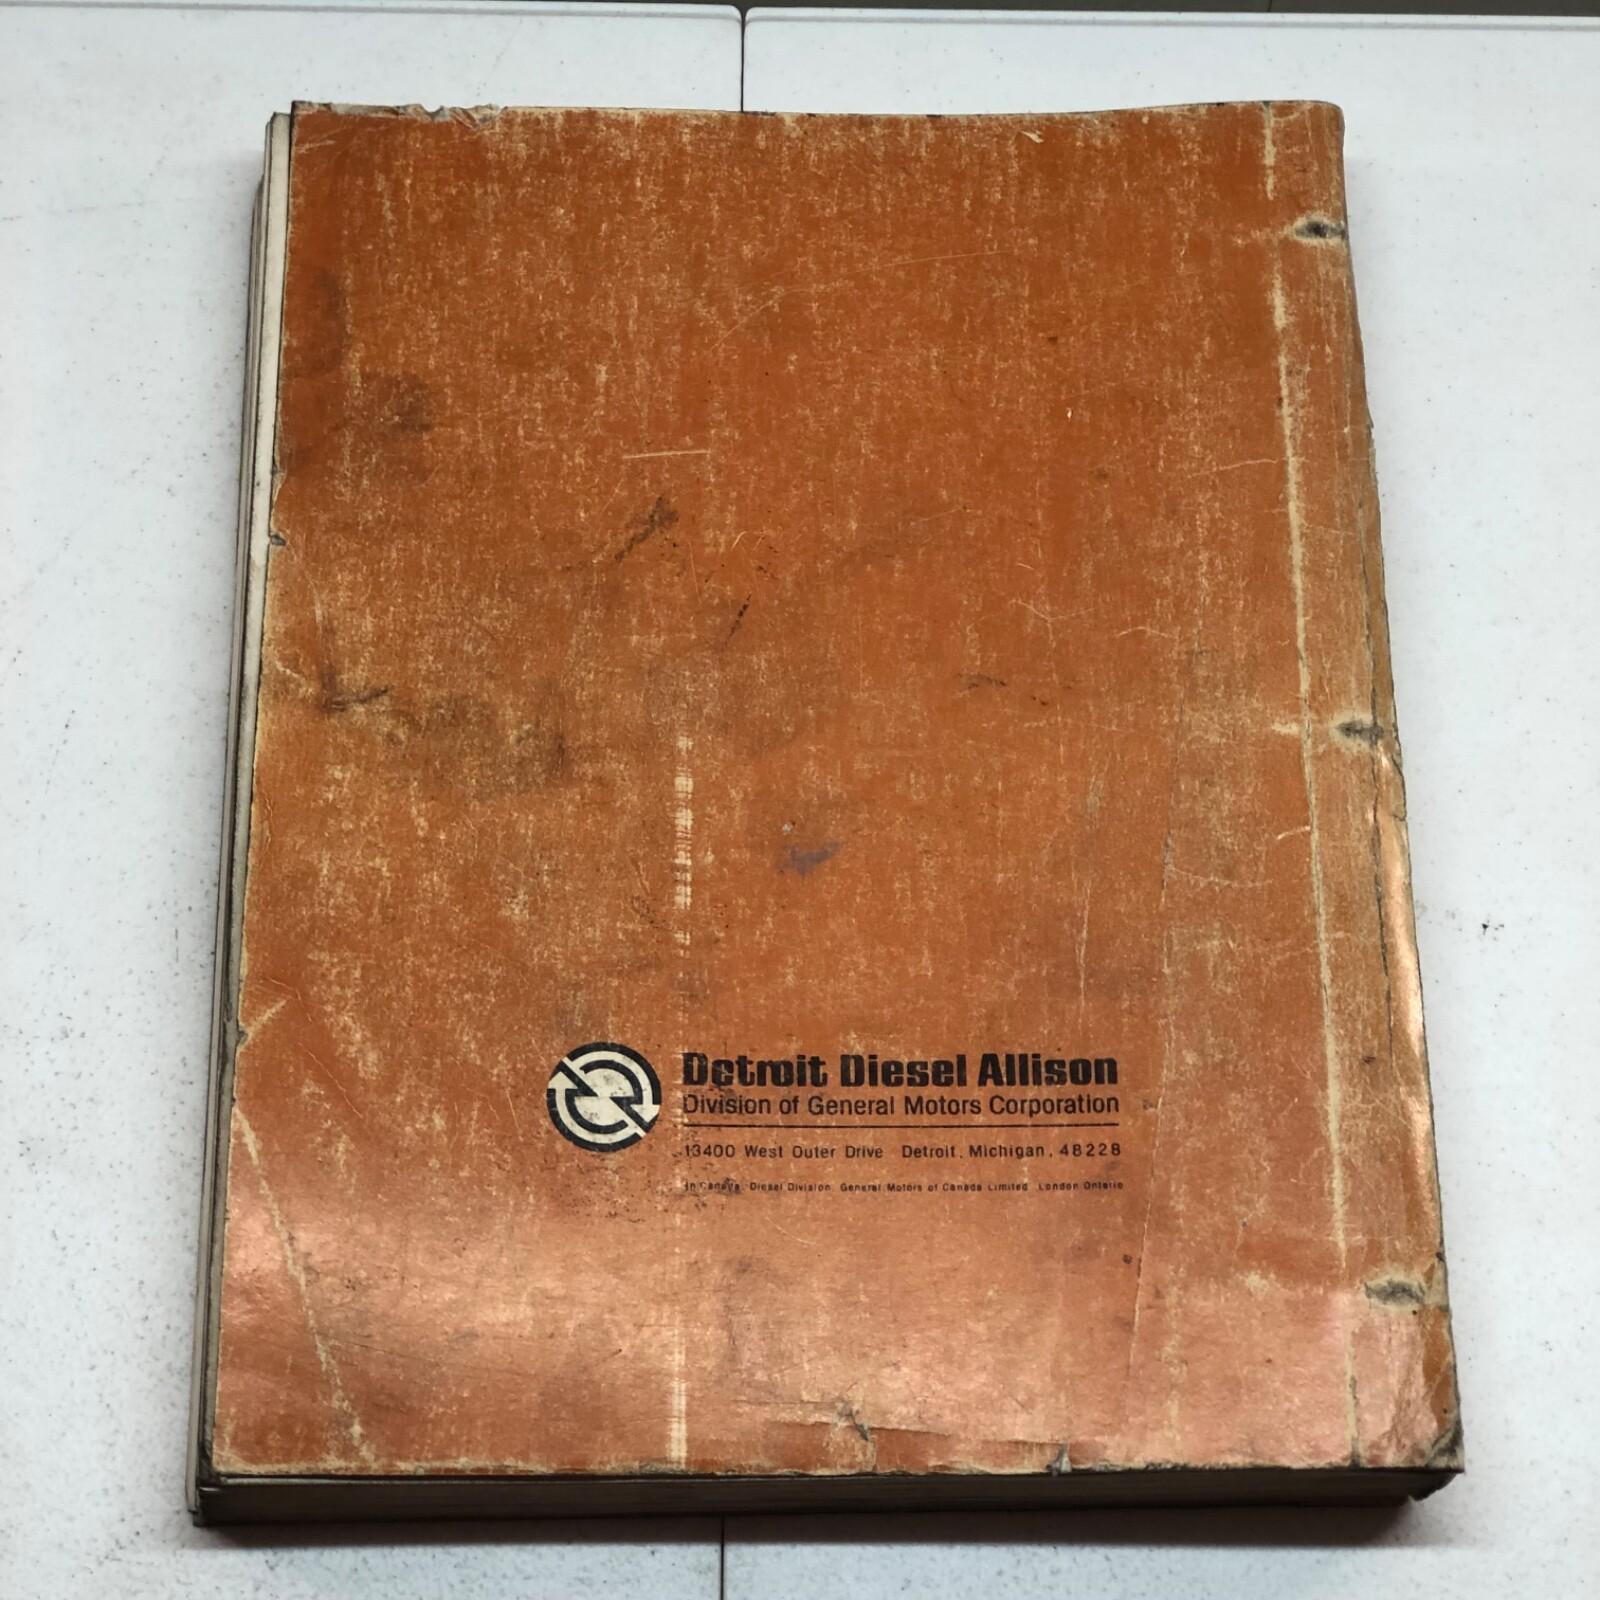 Detroit Diesel Allison
Division of General Motors Corporation
13400 West Outer Drive Detroit, Michigan, 48228
In Canada: Diesel Division General Motors of Canada Limited London Ontario